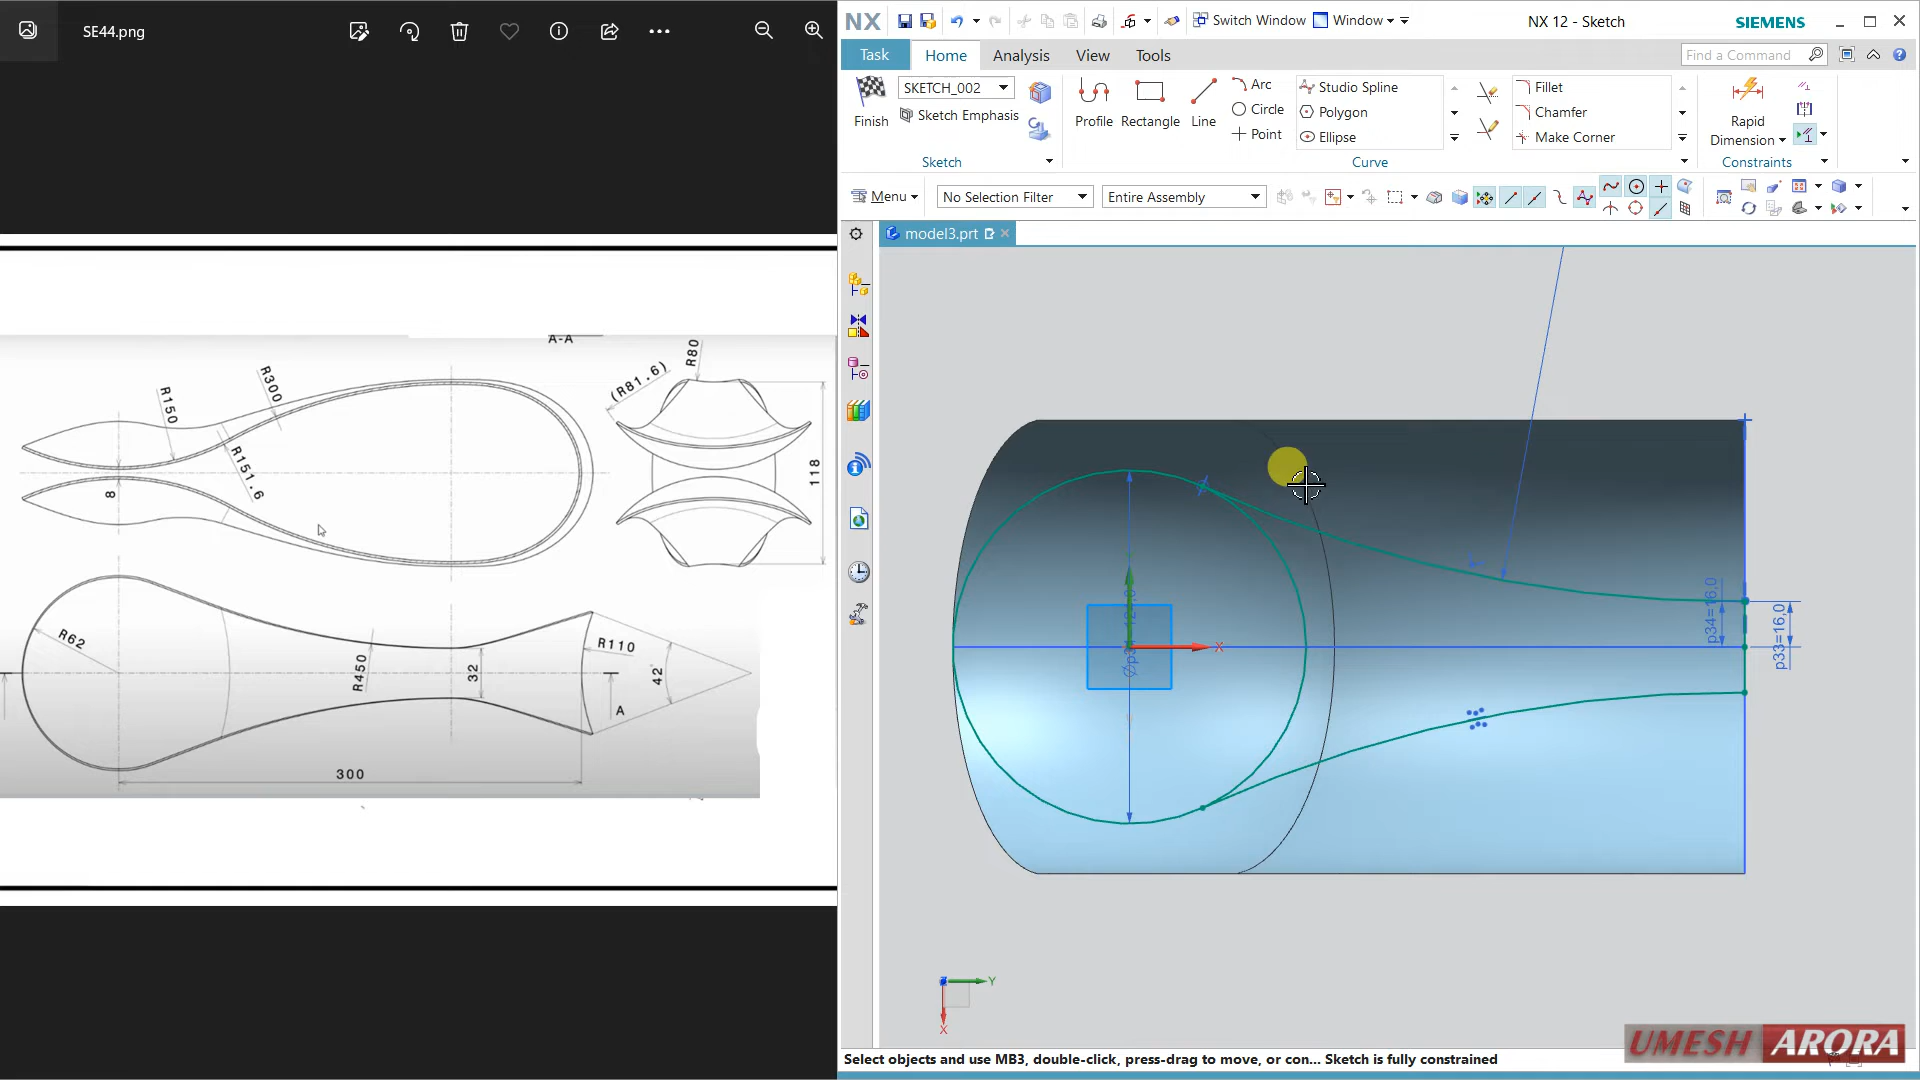 SE44.png
A-A
R80
(R81.6)
R300
R150
R151.6
8
118
R62
R450
32
R110
42
A
300
NX
Switch Window
Window
NX 12 - Sketch
SIEMENS
Task
Home
Analysis
View
Tools
Find a Command
Finish
SKETCH_002
Sketch Emphasis
Sketch
Profile
Rectangle
Line
Arc
Circle
Point
Studio Spline
Polygon
Ellipse
Curve
Fillet
Chamfer
Make Corner
Rapid
Dimension
Constraints
Menu
No Selection Filter
Entire Assembly
model3.prt
X
p34=16,0
p33=16,0
Y
X
Select objects and use MB3, double-click, press-drag to move, or con... Sketch is fully constrained
UMESH ARORA